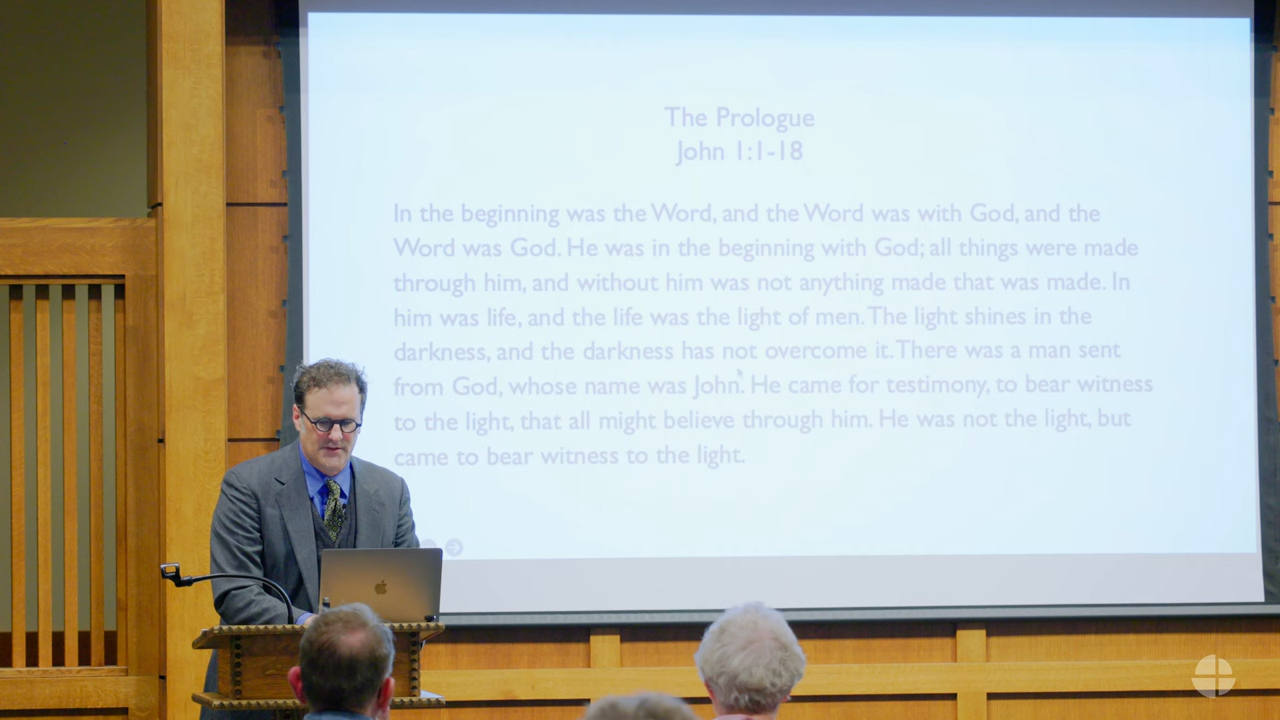 The Prologue
John 1:1-18
In the beginning was the Word, and the Word was with God, and the
Word was God. He was in the beginning with God; all things were made
through him, and without him was not anything made that was made. In
him was life, and the life was the light of men. The light shines in the
darkness, and the darkness has not overcome it. There was a man sent
from God, whose name was John. He came for testimony, to bear witness
to the light, that all might believe through him. He was not the light, but
came to bear witness to the light.